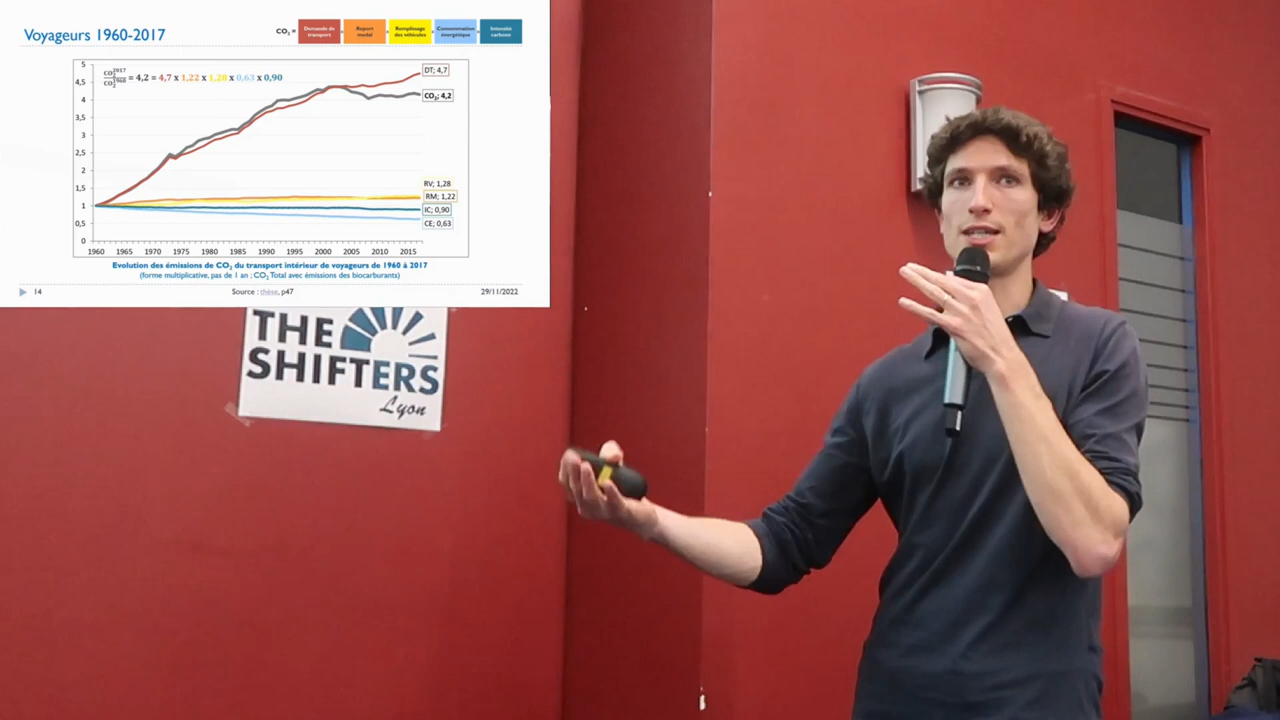 Voyageurs 1960-2017
CO₂ = Demande de transport Report modal Remplissage des véhicules Consommation énergétique Intensité carbone
CO₂²⁰¹⁷ / CO₂¹⁹⁶⁰ = 4,2 = 4,7 x 1,22 x 1,28 x 0,63 x 0,90
5
4,5
4
3,5
3
2,5
2
1,5
1
0,5
0
DT; 4,7
CO₂; 4,2
RV; 1,28
RM; 1,22
IC; 0,90
CE; 0,63
1960 1965 1970 1975 1980 1985 1990 1995 2000 2005 2010 2015
Evolution des émissions de CO₂ du transport intérieur de voyageurs de 1960 à 2017
(forme multiplicative, pas de 1 an ; CO₂ Total avec émissions des biocarburants)
14 Source : thèse, p47 29/11/2022
THE
SHIFTERS
Lyon